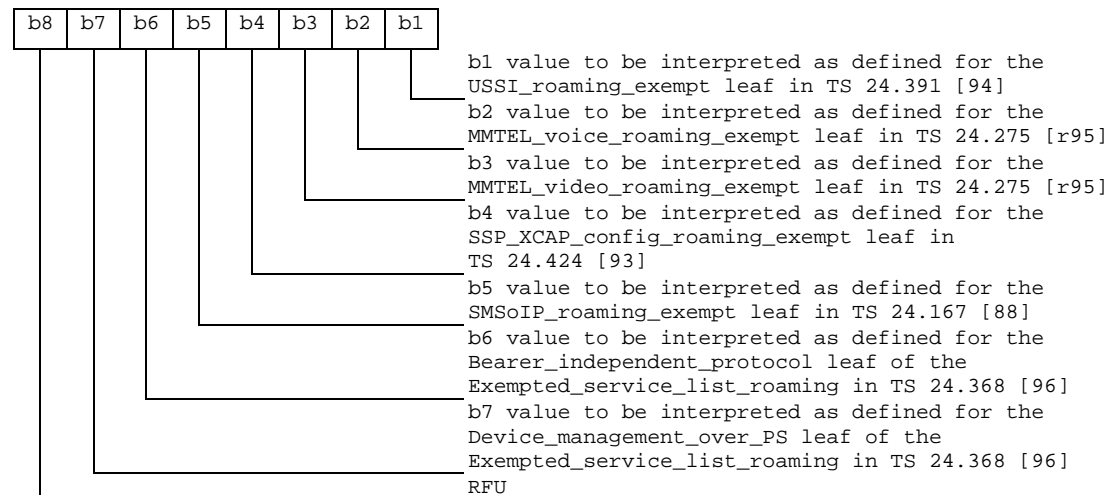 b8 b7 b6 b5 b4 b3 b2 b1
b1 value to be interpreted as defined for the
USSI_roaming_exempt leaf in TS 24.391 [94]
b2 value to be interpreted as defined for the
MMTEL_voice_roaming_exempt leaf in TS 24.275 [r95]
b3 value to be interpreted as defined for the
MMTEL_video_roaming_exempt leaf in TS 24.275 [r95]
b4 value to be interpreted as defined for the
SSP_XCAP_config_roaming_exempt leaf in
TS 24.424 [93]
b5 value to be interpreted as defined for the
SMSoIP_roaming_exempt leaf in TS 24.167 [88]
b6 value to be interpreted as defined for the
Bearer_independent_protocol leaf of the
Exempted_service_list_roaming in TS 24.368 [96]
b7 value to be interpreted as defined for the
Device_management_over_PS leaf of the
Exempted_service_list_roaming in TS 24.368 [96]
RFU